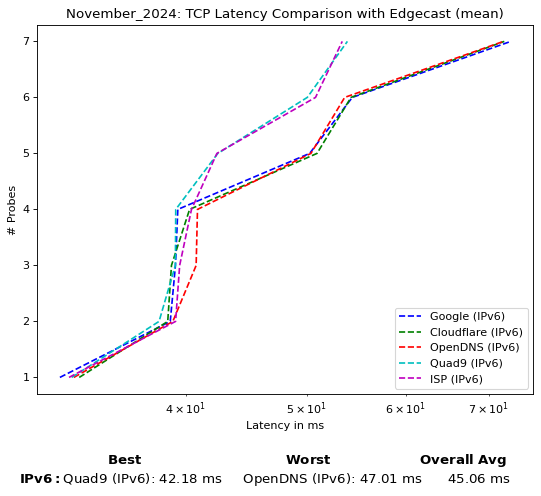 November_2024: TCP Latency Comparison with Edgecast (mean)
7
6
5
4
3
2
1
# Probes
4 × 10¹ 5 × 10¹ 6 × 10¹ 7 × 10¹
Latency in ms
Google (IPv6)
Cloudflare (IPv6)
OpenDNS (IPv6)
Quad9 (IPv6)
ISP (IPv6)
Best Worst Overall Avg
IPv6: Quad9 (IPv6): 42.18 ms OpenDNS (IPv6): 47.01 ms 45.06 ms